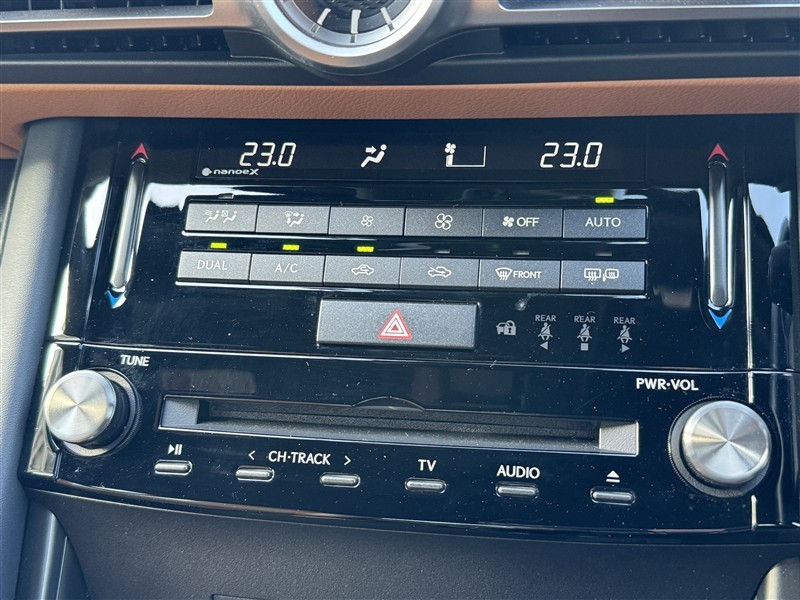 23.0 23.0
nanoeX
OFF AUTO
DUAL A/C FRONT
REAR REAR REAR
TUNE
PWR·VOL
CH·TRACK
TV
AUDIO